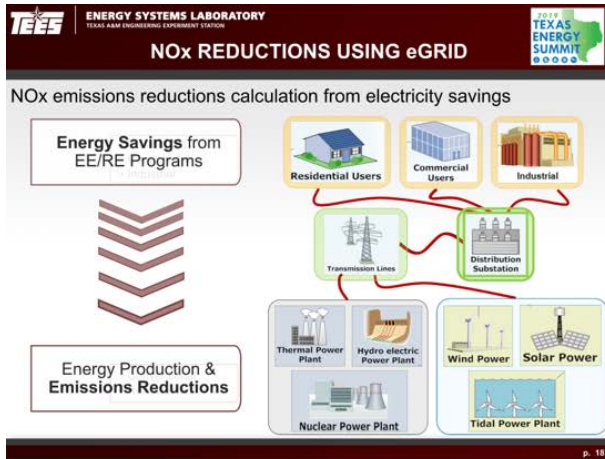 TEES
ENERGY SYSTEMS LABORATORY
TEXAS A&M ENGINEERING EXPERIMENT STATION
2019
TEXAS
ENERGY
SUMMIT
NOx REDUCTIONS USING eGRID
NOx emissions reductions calculation from electricity savings
Energy Savings from
EE/RE Programs
Residential Users
Commercial
Users
Industrial
Transmission Lines
Distribution
Substation
Thermal Power
Plant
Hydro electric
Power Plant
Wind Power
Solar Power
Energy Production &
Emissions Reductions
Nuclear Power Plant
Tidal Power Plant
p. 18